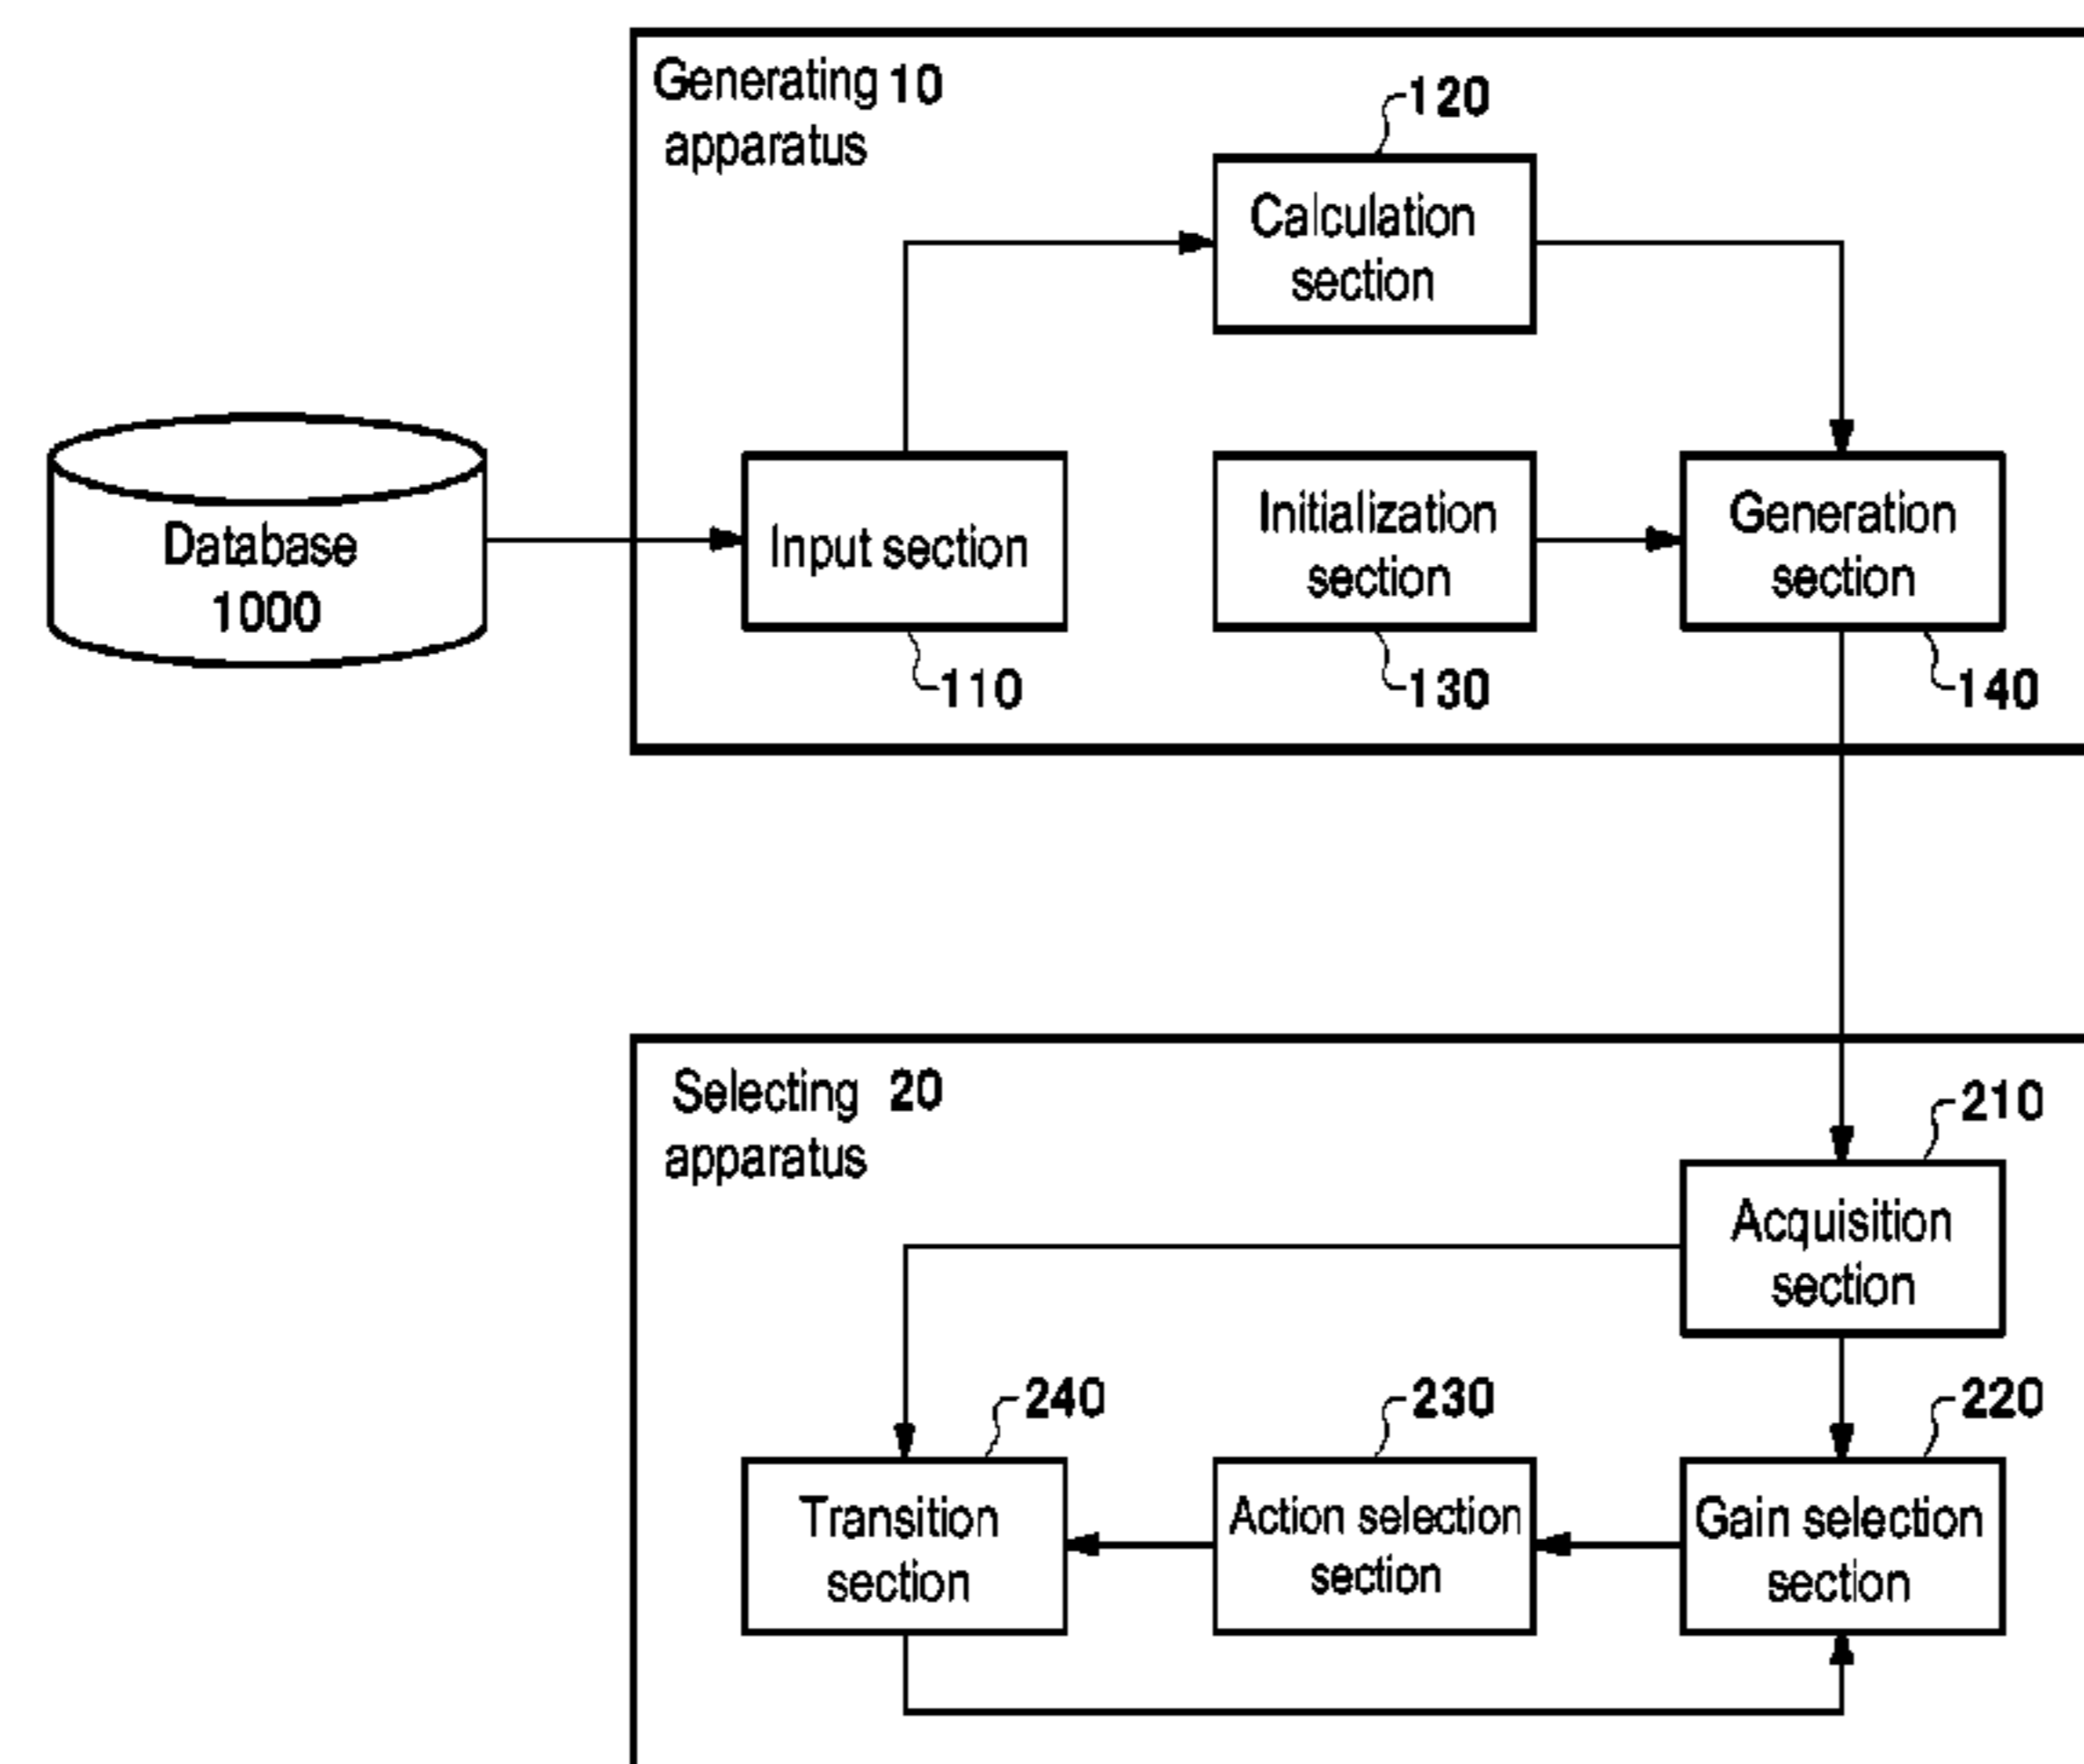 Generating 10
apparatus
120
Calculation
section
Database
1000
Input section
110
Initialization
section
130
Generation
section
140
Selecting 20
apparatus
210
Acquisition
section
240
Transition
section
230
Action selection
section
220
Gain selection
section